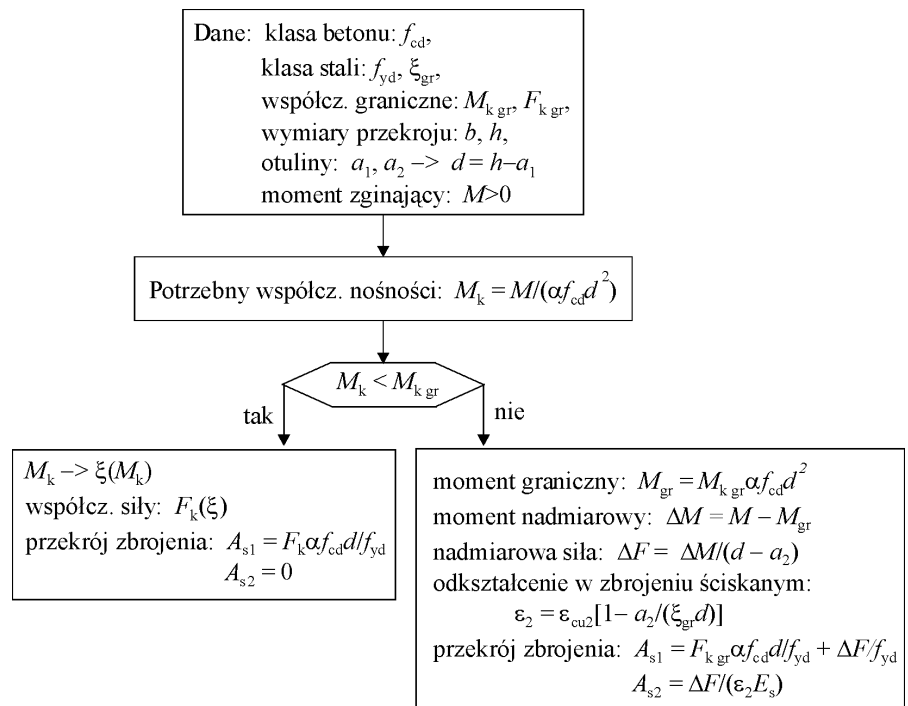 Dane: klasa betonu: f_cd,
klasa stali: f_yd, ξ_gr,
współcz. graniczne: M_k gr, F_k gr,
wymiary przekroju: b, h,
otuliny: a_1, a_2 –> d = h–a_1
moment zginający: M>0
Potrzebny współcz. nośności: M_k = M/(αf_cd d^2)
M_k < M_k gr
tak
nie
M_k –> ξ(M_k)
współcz. siły: F_k(ξ)
przekrój zbrojenia: A_s1 = F_k αf_cd d/f_yd
A_s2 = 0
moment graniczny: M_gr = M_k gr αf_cd d^2
moment nadmiarowy: ΔM = M – M_gr
nadmiarowa siła: ΔF = ΔM/(d – a_2)
odkształcenie w zbrojeniu ściskanym:
ε_2 = ε_cu2[1– a_2/(ξ_gr d)]
przekrój zbrojenia: A_s1 = F_k gr αf_cd d/f_yd + ΔF/f_yd
A_s2 = ΔF/(ε_2 E_s)